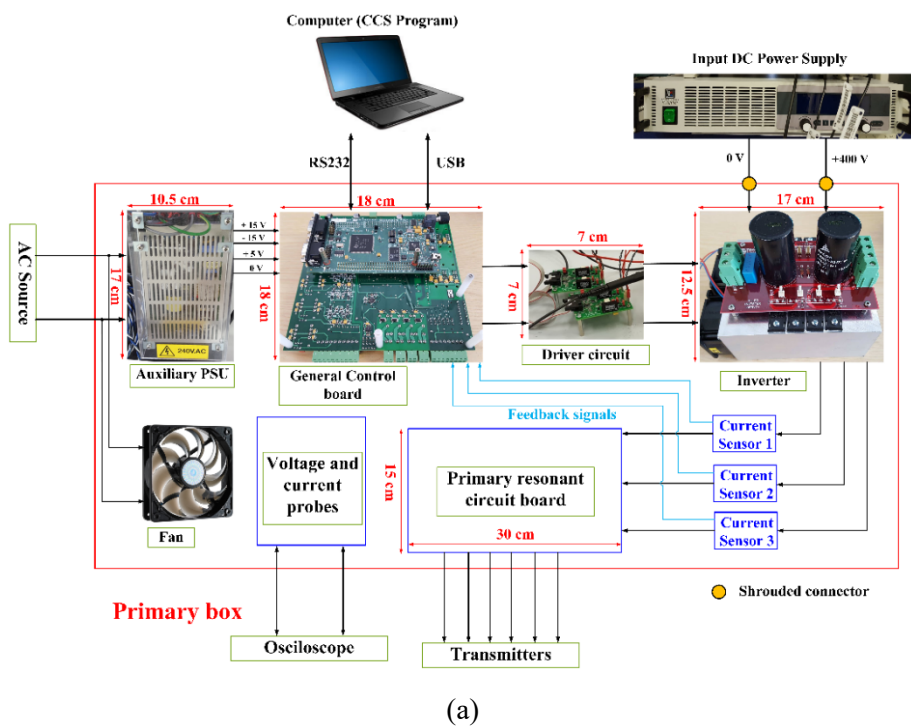 Computer (CCS Program)
Input DC Power Supply
RS232
USB
0 V
+400 V
10.5 cm
18 cm
17 cm
+ 15 V
- 15 V
+ 5 V
0 V
7 cm
AC Source
17 cm
18 cm
7 cm
12.5 cm
240V.AC
Auxiliary PSU
General Control
board
Driver circuit
Inverter
Feedback signals
Current
Sensor 1
Voltage and
current
probes
15 cm
Primary resonant
circuit board
Current
Sensor 2
30 cm
Current
Sensor 3
Fan
Shrouded connector
Primary box
Osciloscope
Transmitters
(a)